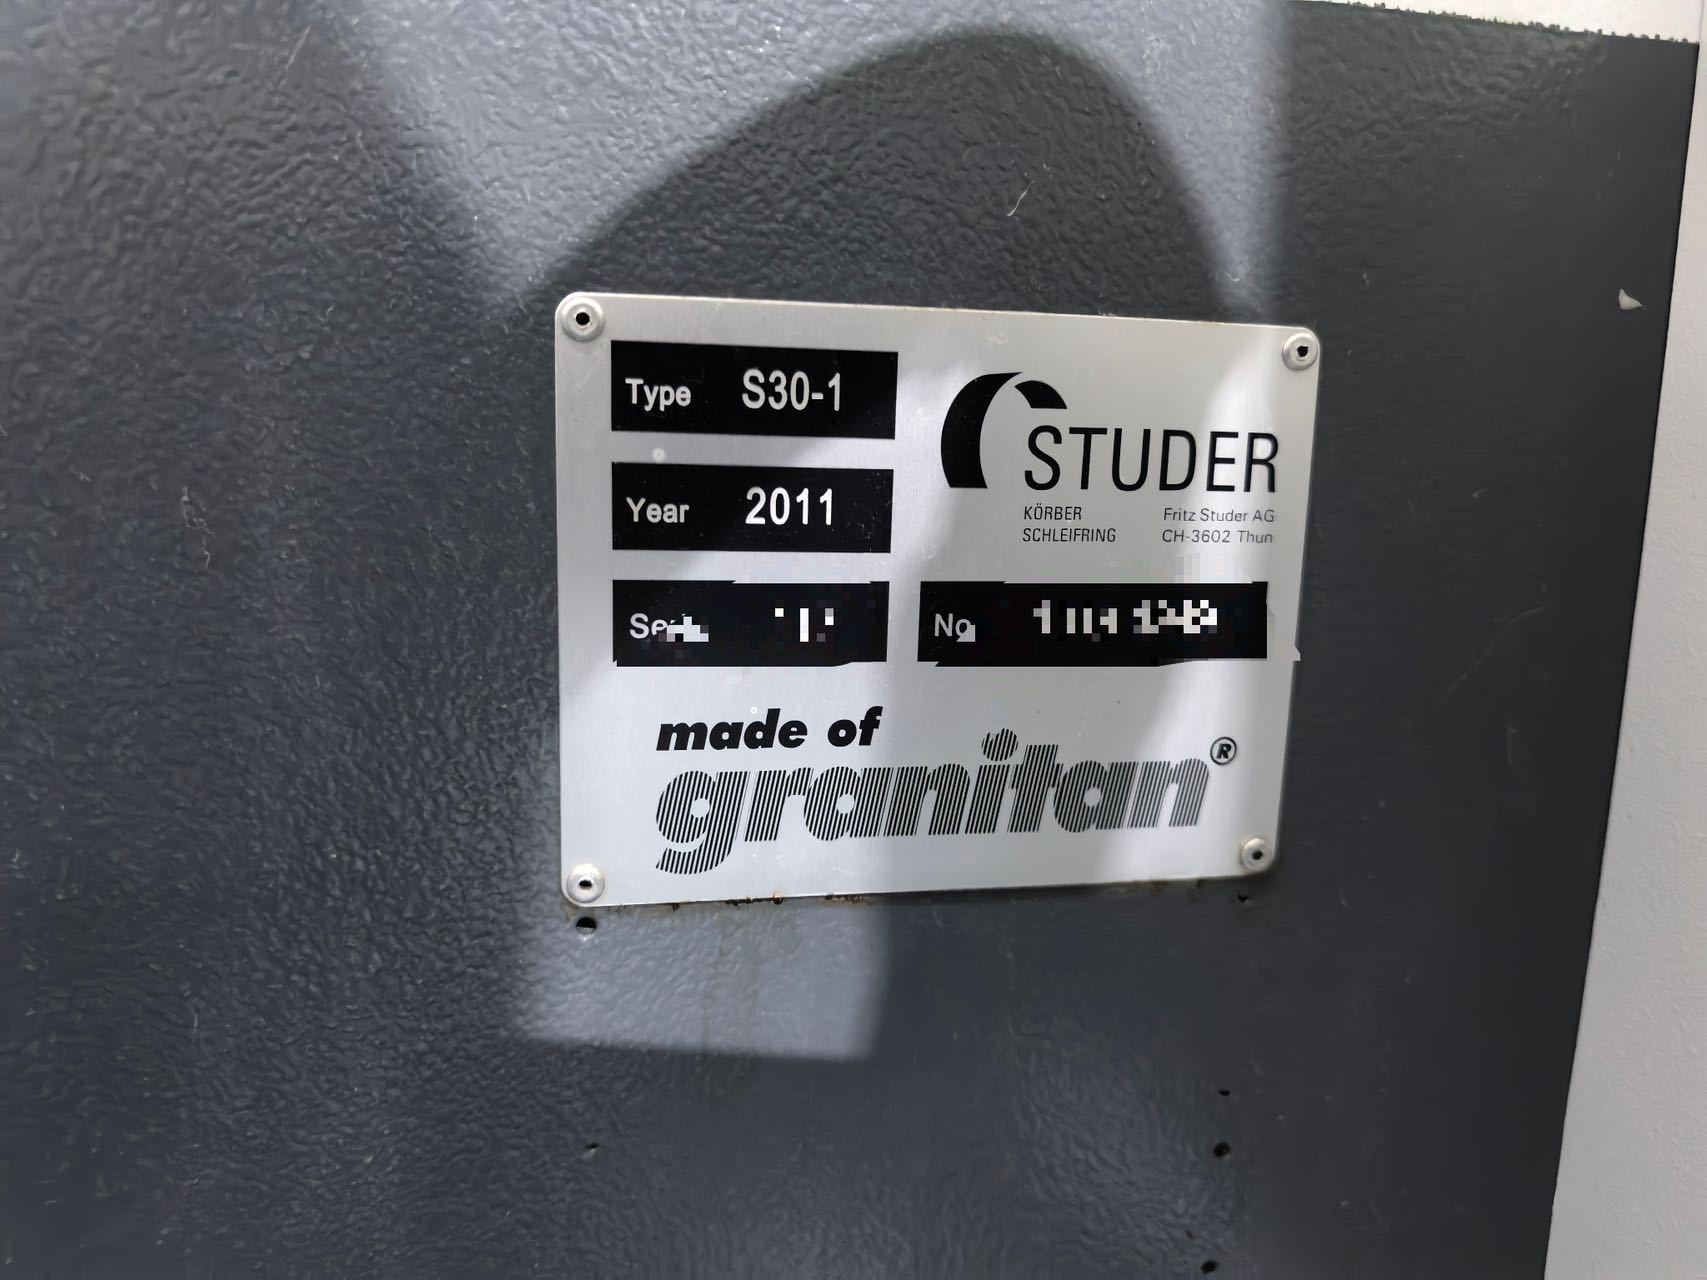 Type S30-1
STUDER
Year 2011
KÖRBER
SCHLEIFRING
Fritz Studer AG
CH-3602 Thun
No
made of
granitan®